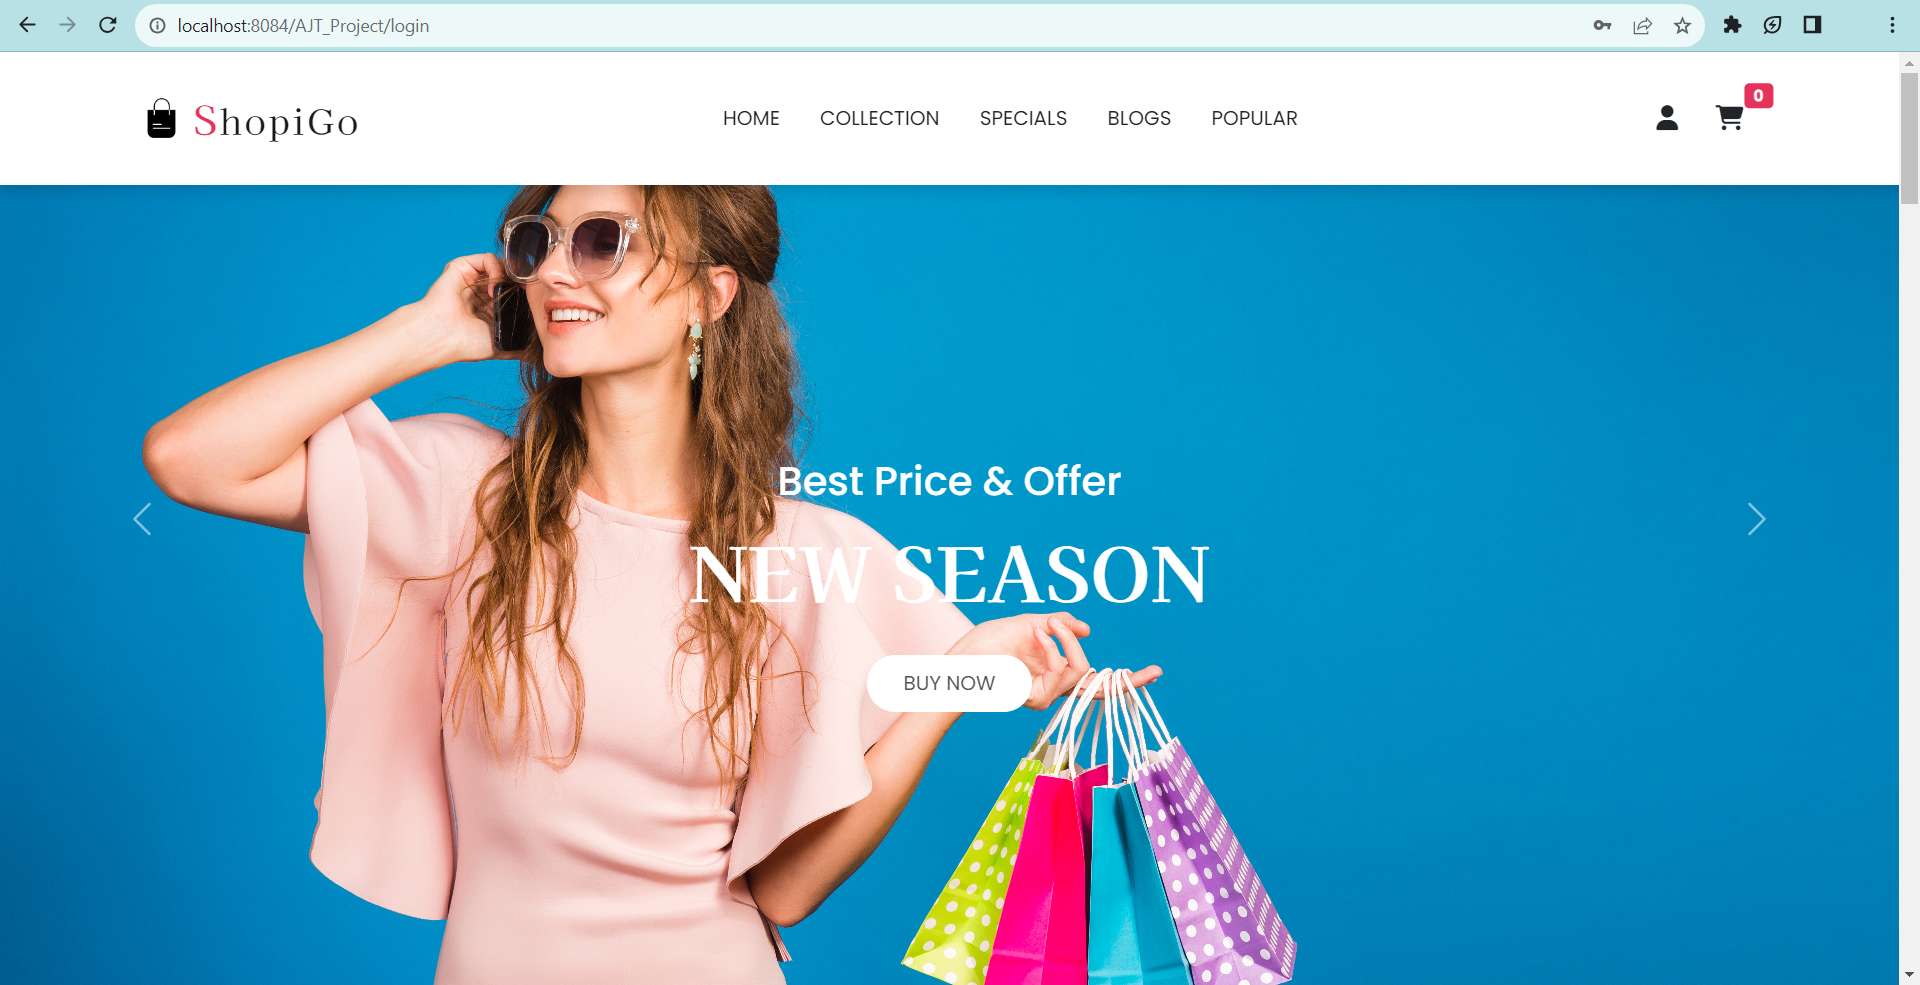 localhost:8084/AJT_Project/login
ShopiGo
HOME COLLECTION SPECIALS BLOGS POPULAR
0
Best Price & Offer
NEW SEASON
BUY NOW